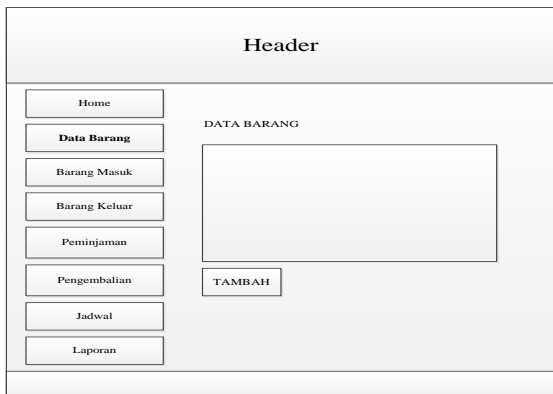 Header
Home
Data Barang
Barang Masuk
Barang Keluar
Peminjaman
Pengembalian
Jadwal
Laporan
DATA BARANG
TAMBAH